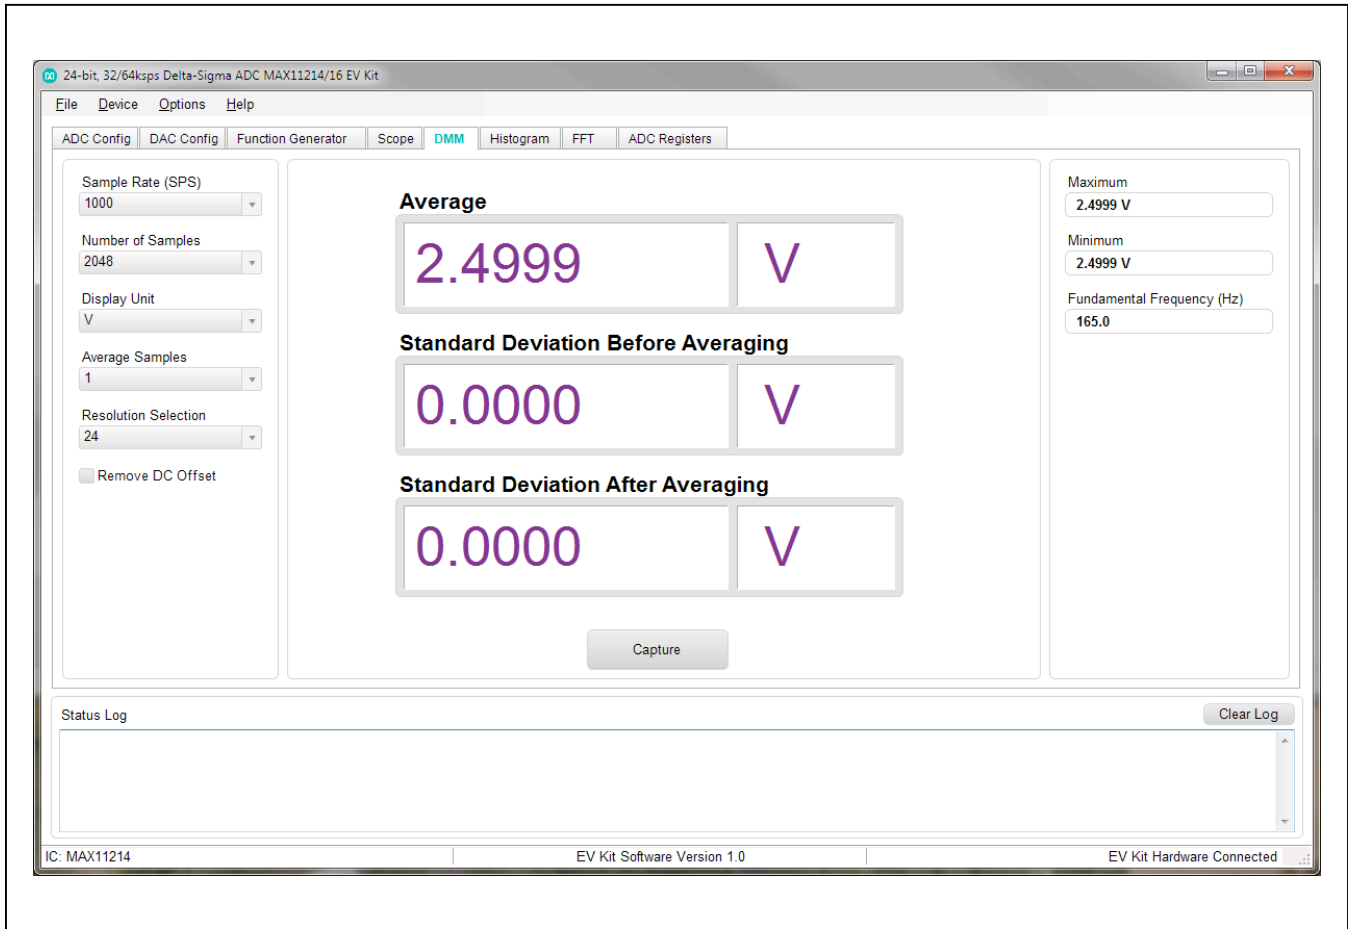 24-bit, 32/64ksps Delta-Sigma ADC MAX11214/16 EV Kit
File Device Options Help
ADC Config DAC Config Function Generator Scope DMM Histogram FFT ADC Registers
Sample Rate (SPS)
1000
Number of Samples
2048
Display Unit
V
Average Samples
1
Resolution Selection
24
Remove DC Offset
Average
2.4999 V
Standard Deviation Before Averaging
0.0000 V
Standard Deviation After Averaging
0.0000 V
Capture
Maximum
2.4999 V
Minimum
2.4999 V
Fundamental Frequency (Hz)
165.0
Status Log
Clear Log
IC: MAX11214
EV Kit Software Version 1.0
EV Kit Hardware Connected